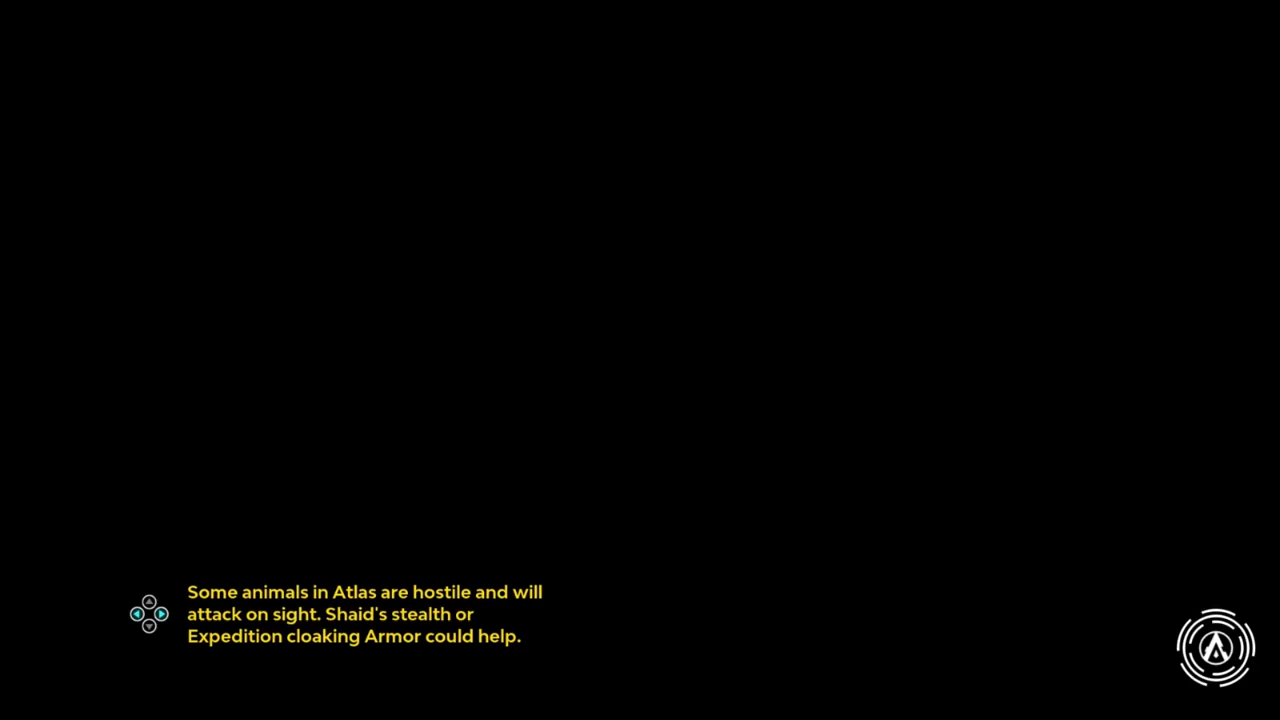 Some animals in Atlas are hostile and will
attack on sight. Shaid's stealth or
Expedition cloaking Armor could help.